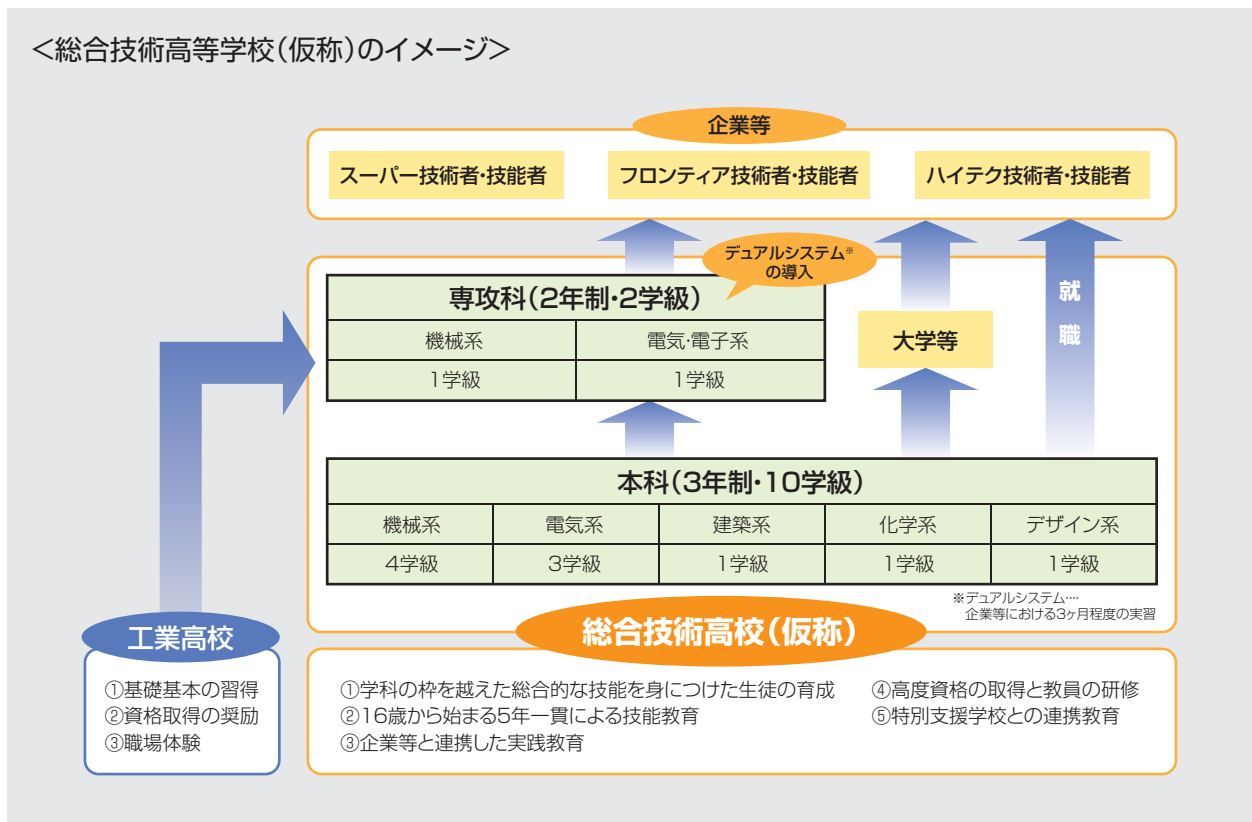 ＜総合技術高等学校（仮称）のイメージ＞
企業等
スーパー技術者・技能者
フロンティア技術者・技能者
ハイテク技術者・技能者
デュアルシステム※
の導入
専攻科（2年制・2学級）
機械系
電気・電子系
1学級
1学級
大学等
就
職
本科（3年制・10学級）
機械系
電気系
建築系
化学系
デザイン系
4学級
3学級
1学級
1学級
1学級
※デュアルシステム‥‥
企業等における3ヶ月程度の実習
工業高校
①基礎基本の習得
②資格取得の奨励
③職場体験
総合技術高校（仮称）
①学科の枠を越えた総合的な技能を身につけた生徒の育成
②16歳から始まる5年一貫による技能教育
③企業等と連携した実践教育
④高度資格の取得と教員の研修
⑤特別支援学校との連携教育